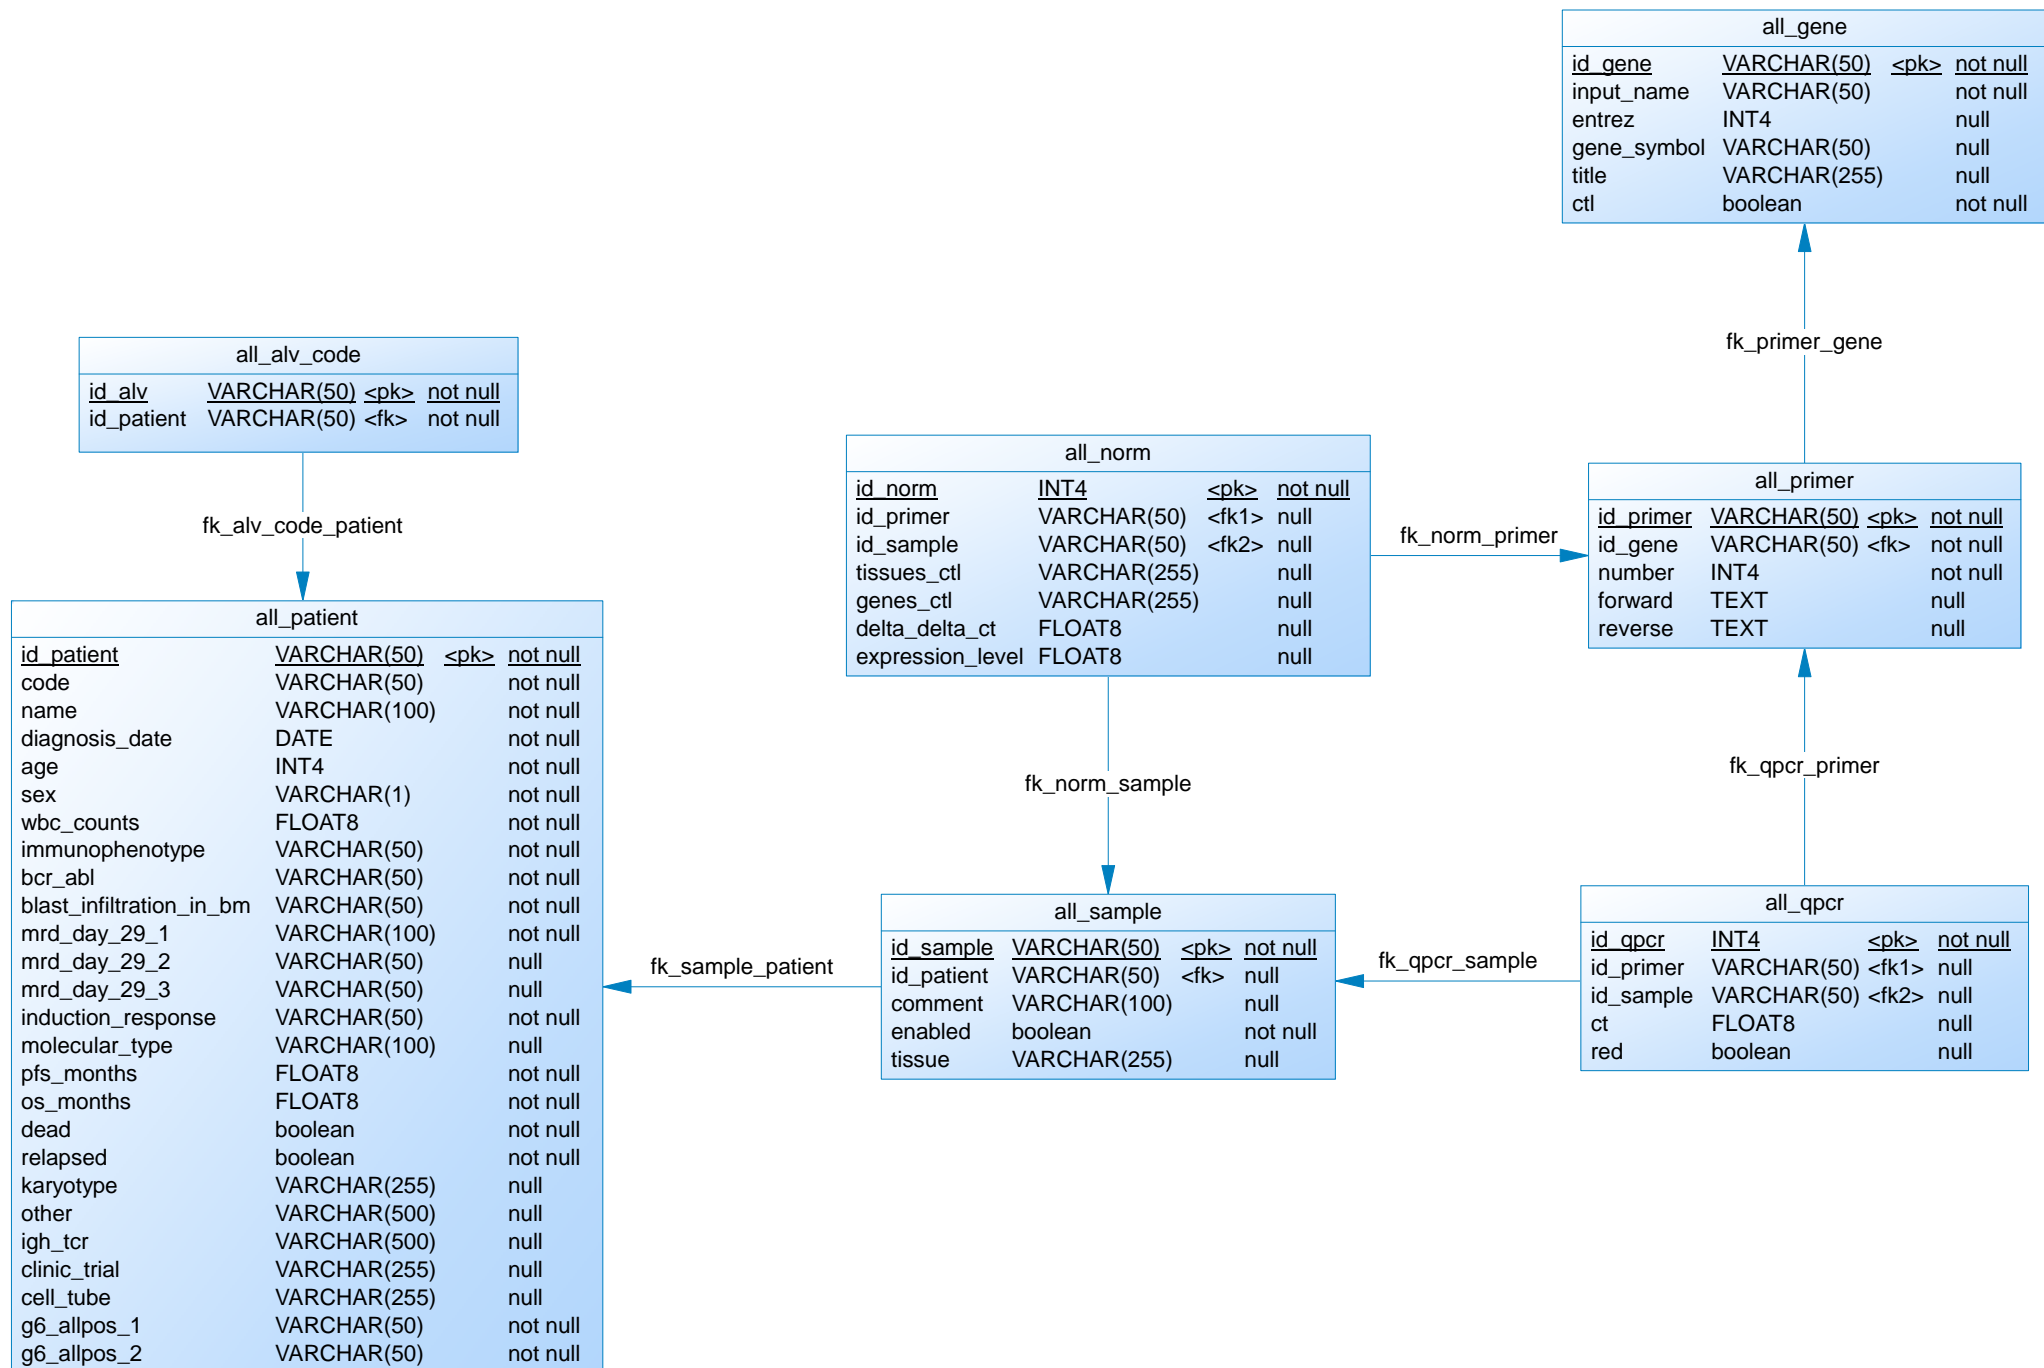 all_gene
id_gene VARCHAR(50) <pk> not null
input_name VARCHAR(50) not null
entrez INT4 null
gene_symbol VARCHAR(50) null
title VARCHAR(255) null
ctl boolean not null
fk_primer_gene
all_alv_code
id_alv VARCHAR(50) <pk> not null
id_patient VARCHAR(50) <fk> not null
fk_alv_code_patient
all_norm
id_norm INT4 <pk> not null
id_primer VARCHAR(50) <fk1> null
id_sample VARCHAR(50) <fk2> null
tissues_ctl VARCHAR(255) null
genes_ctl VARCHAR(255) null
delta_delta_ct FLOAT8 null
expression_level FLOAT8 null
fk_norm_primer
all_primer
id_primer VARCHAR(50) <pk> not null
id_gene VARCHAR(50) <fk> not null
number INT4 not null
forward TEXT null
reverse TEXT null
all_patient
id_patient VARCHAR(50) <pk> not null
code VARCHAR(50) not null
name VARCHAR(100) not null
diagnosis_date DATE not null
age INT4 not null
sex VARCHAR(1) not null
wbc_counts FLOAT8 not null
immunophenotype VARCHAR(50) not null
bcr_abl VARCHAR(50) not null
blast_infiltration_in_bm VARCHAR(50) not null
mrd_day_29_1 VARCHAR(100) not null
mrd_day_29_2 VARCHAR(50) null
mrd_day_29_3 VARCHAR(50) null
induction_response VARCHAR(50) not null
molecular_type VARCHAR(100) null
pfs_months FLOAT8 not null
os_months FLOAT8 not null
dead boolean not null
relapsed boolean not null
karyotype VARCHAR(255) null
other VARCHAR(500) null
igh_tcr VARCHAR(500) null
clinic_trial VARCHAR(255) null
cell_tube VARCHAR(255) null
g6_allpos_1 VARCHAR(50) not null
g6_allpos_2 VARCHAR(50) not null
fk_norm_sample
fk_qpcr_primer
fk_sample_patient
all_sample
id_sample VARCHAR(50) <pk> not null
id_patient VARCHAR(50) <fk> null
comment VARCHAR(100) null
enabled boolean not null
tissue VARCHAR(255) null
fk_qpcr_sample
all_qpcr
id_qpcr INT4 <pk> not null
id_primer VARCHAR(50) <fk1> null
id_sample VARCHAR(50) <fk2> null
ct FLOAT8 null
red boolean null